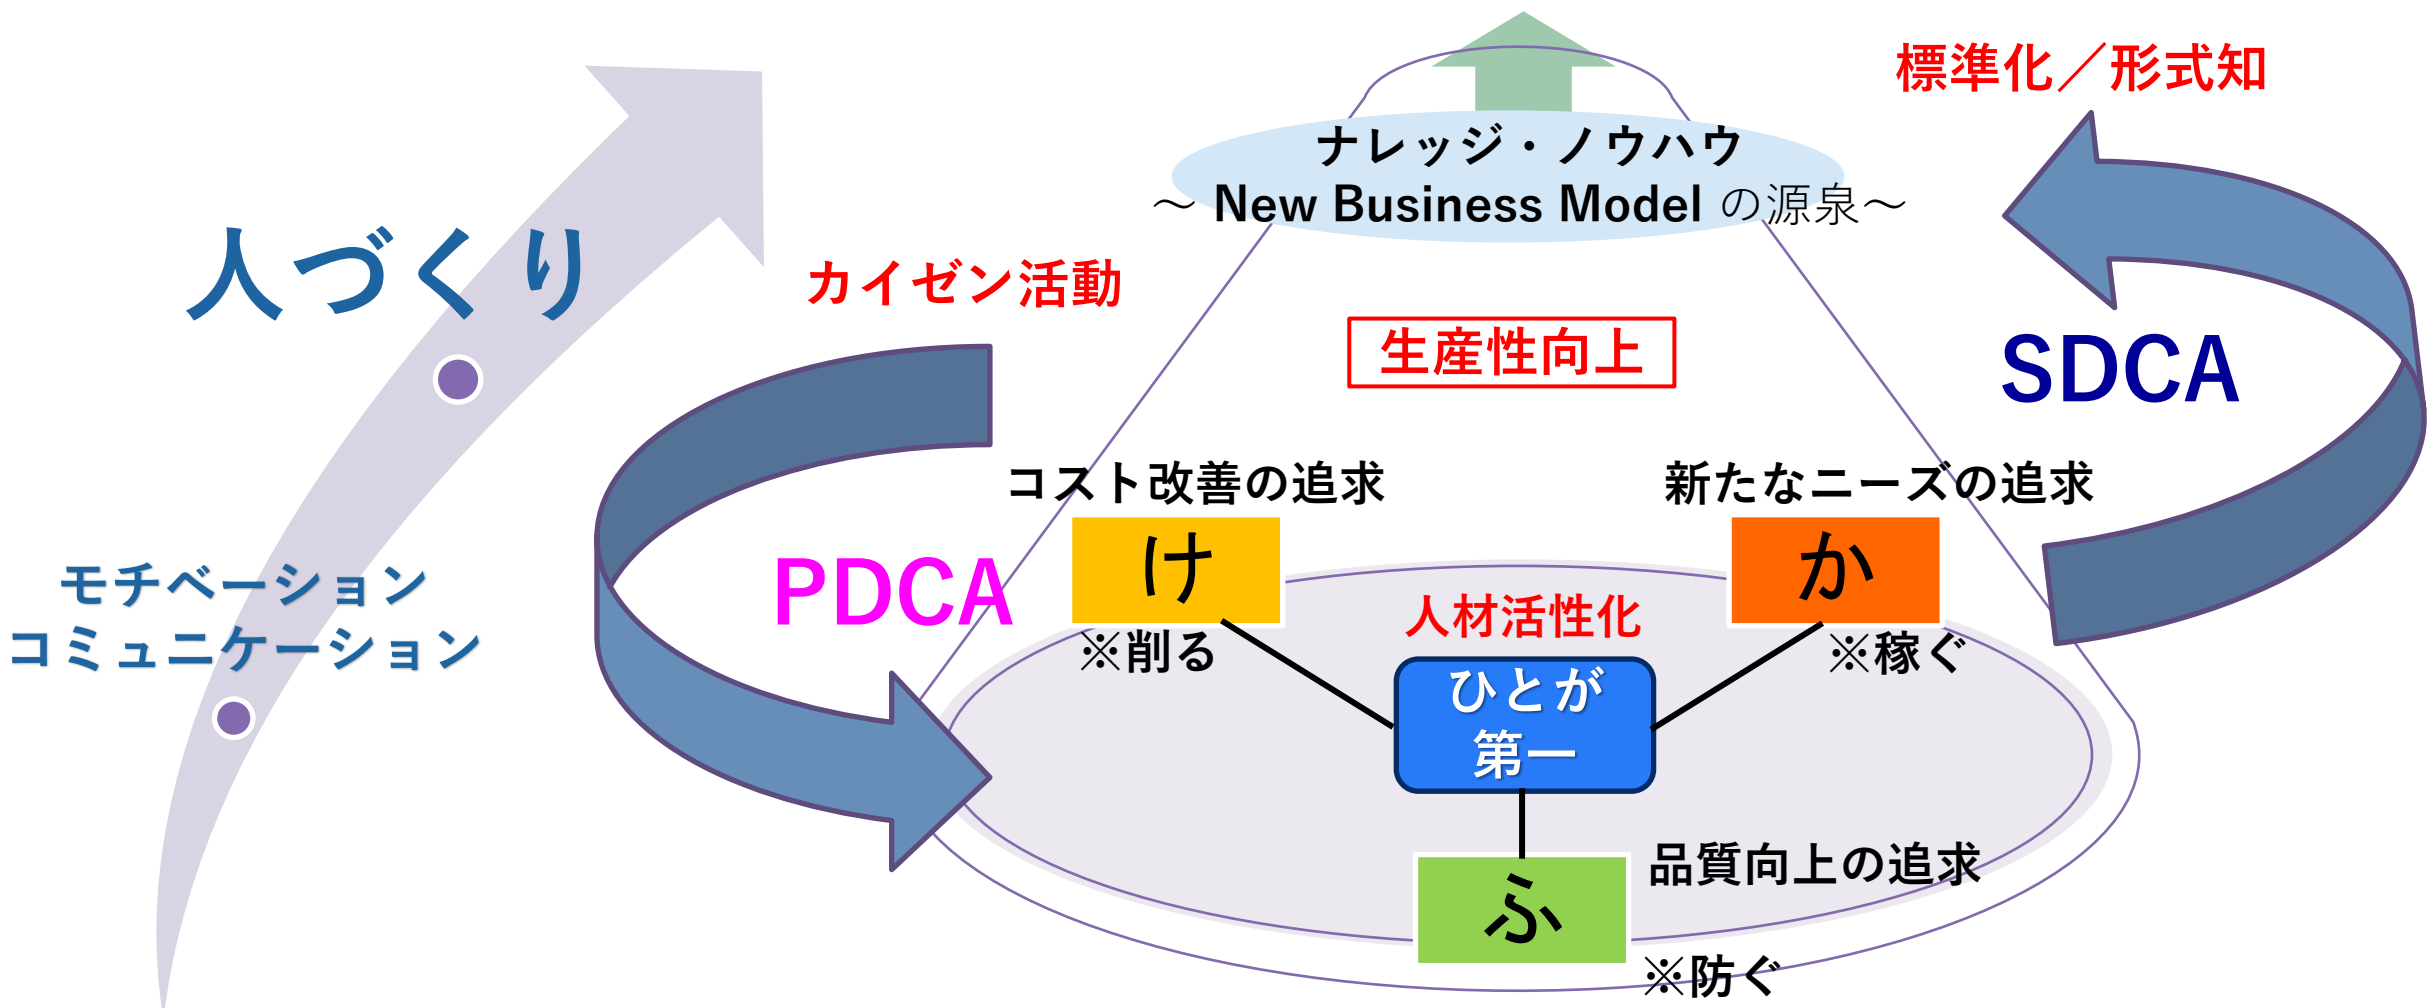 標準化／形式知
ナレッジ・ノウハウ
～ New Business Model の源泉～
人づくり
カイゼン活動
生産性向上
SDCA
コスト改善の追求
新たなニーズの追求
け
か
PDCA
モチベーション
コミュニケーション
人材活性化
※削る
※稼ぐ
ひとが
第一
品質向上の追求
ふ
※防ぐ